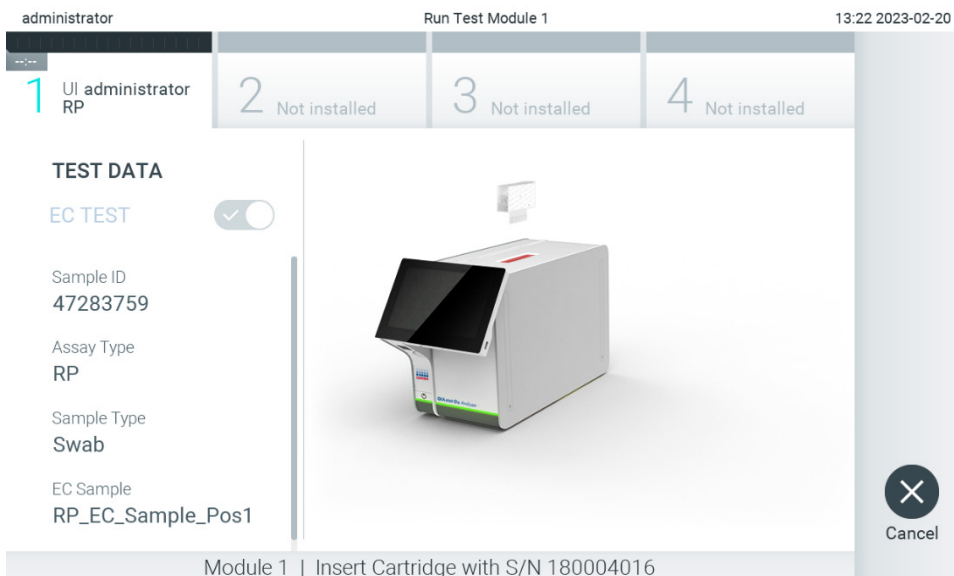 administrator
Run Test Module 1
13:22 2023-02-20
--:--
1 UI administrator
RP
2 Not installed
3 Not installed
4 Not installed
TEST DATA
EC TEST
Sample ID
47283759
Assay Type
RP
Sample Type
Swab
EC Sample
RP_EC_Sample_Pos1
Cancel
Module 1 | Insert Cartridge with S/N 180004016